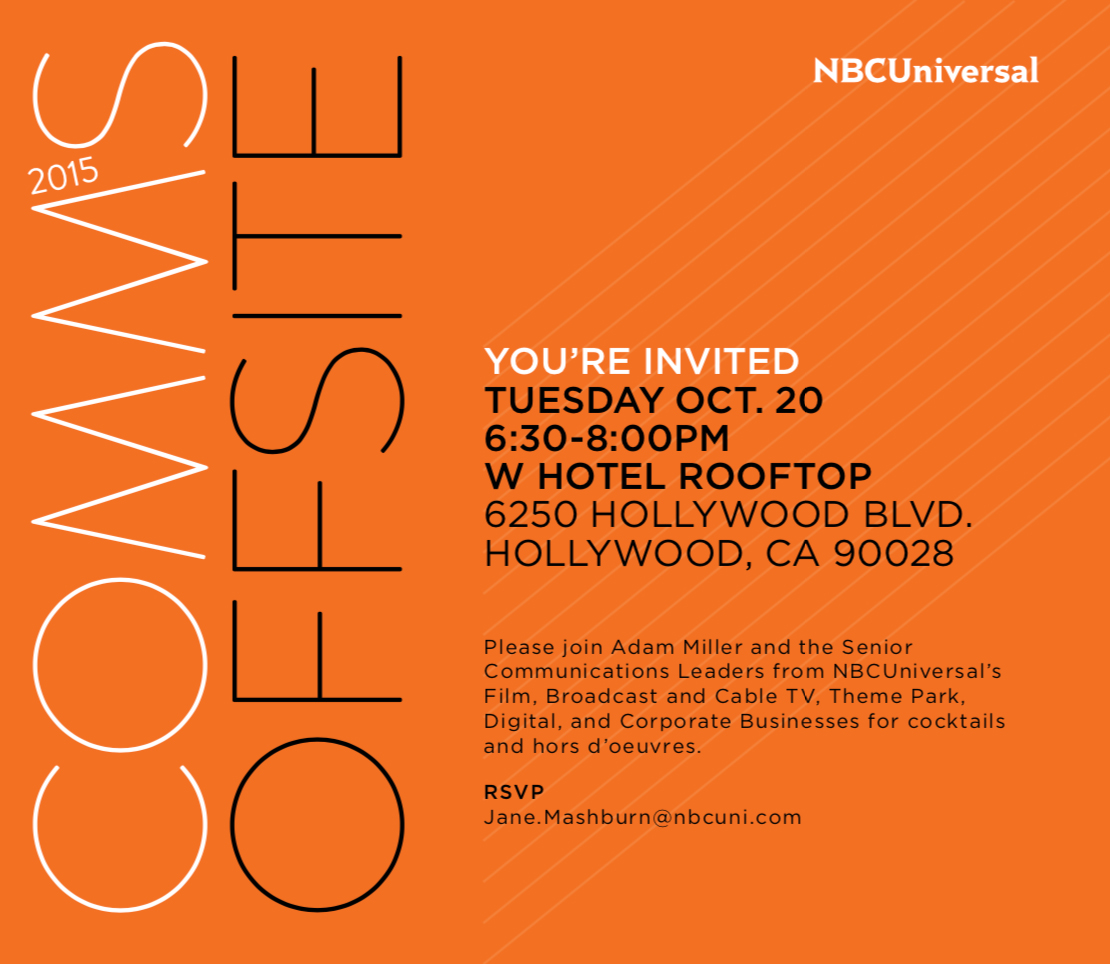 COMMS
2015
OFFSITE
NBCUniversal
YOU’RE INVITED
TUESDAY OCT. 20
6:30-8:00PM
W HOTEL ROOFTOP
6250 HOLLYWOOD BLVD.
HOLLYWOOD, CA 90028
Please join Adam Miller and the Senior
Communications Leaders from NBCUniversal’s
Film, Broadcast and Cable TV, Theme Park,
Digital, and Corporate Businesses for cocktails
and hors d’oeuvres.
RSVP
Jane.Mashburn@nbcuni.com